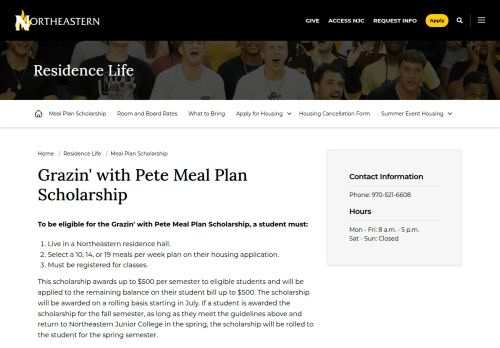 NORTHEASTERN
GIVE ACCESS NJC REQUEST INFO Apply
Residence Life
Meal Plan Scholarship Room and Board Rates What to Bring Apply for Housing Housing Cancellation Form Summer Event Housing
Home / Residence Life / Meal Plan Scholarship
Grazin' with Pete Meal Plan
Scholarship
To be eligible for the Grazin' with Pete Meal Plan Scholarship, a student must:
1. Live in a Northeastern residence hall.
2. Select a 10, 14, or 19 meals per week plan on their housing application.
3. Must be registered for classes.
This scholarship awards up to $500 per semester to eligible students and will be
applied to the remaining balance on their student bill up to $500. The scholarship
will be awarded on a rolling basis starting in July. If a student is awarded the
scholarship for the fall semester, as long as they meet the guidelines above and
return to Northeastern Junior College in the spring, the scholarship will be rolled to
the student for the spring semester.
Contact Information
Phone: 970-521-6608
Hours
Mon - Fri: 8 a.m. - 5 p.m.
Sat - Sun: Closed